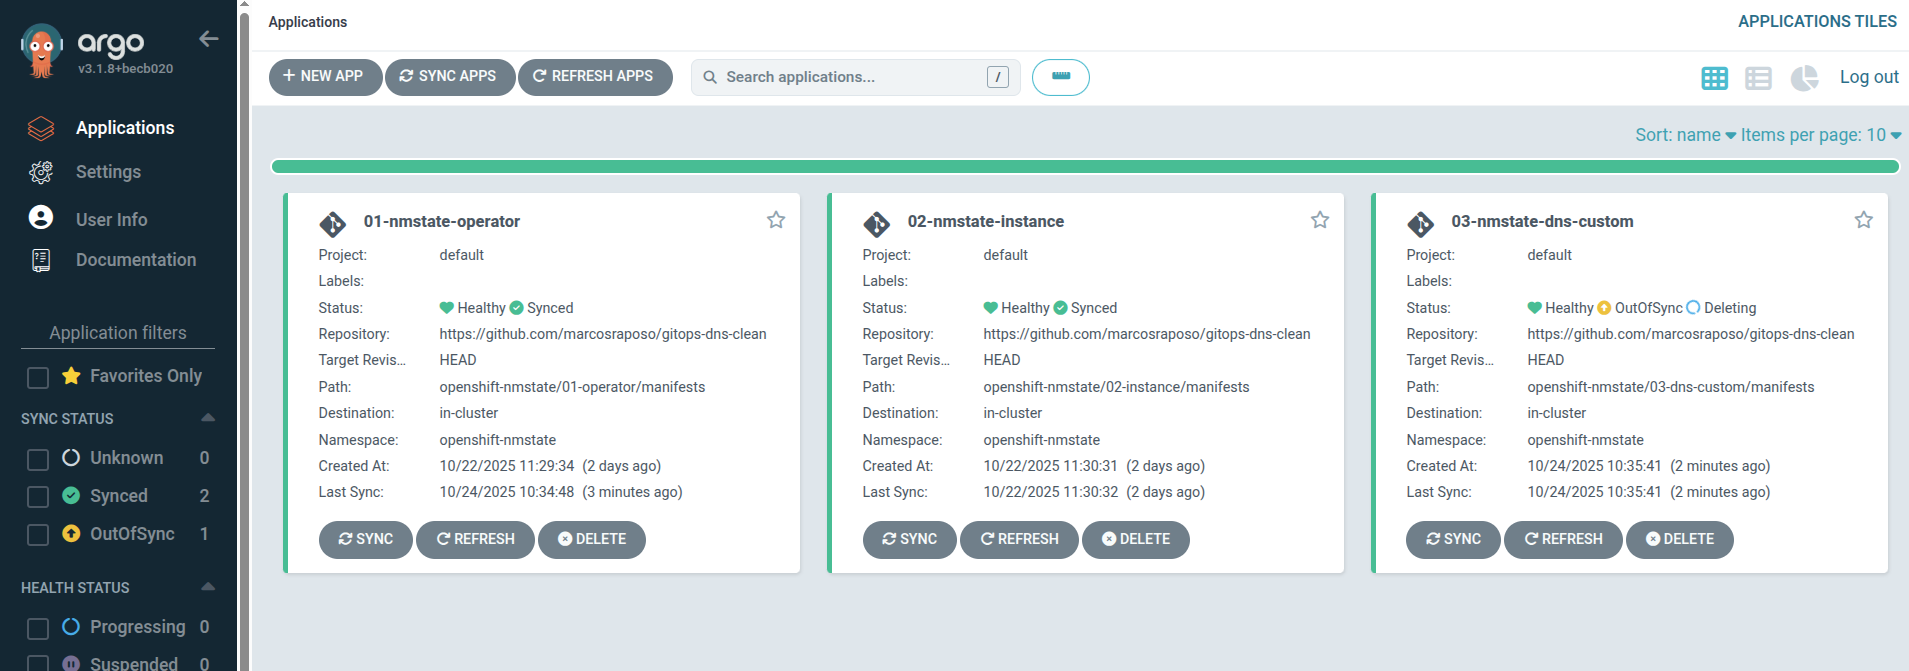 argo
v3.1.8+becb020
Applications
Settings
User Info
Documentation
Application filters
Favorites Only
SYNC STATUS
Unknown 0
Synced 2
OutOfSync 1
HEALTH STATUS
Progressing 0
Suspended 0
Applications
APPLICATIONS TILES
NEW APP SYNC APPS REFRESH APPS Search applications... / Log out
Sort: name Items per page: 10
01-nmstate-operator
Project: default
Labels:
Status: Healthy Synced
Repository: https://github.com/marcosraposo/gitops-dns-clean
Target Revis... HEAD
Path: openshift-nmstate/01-operator/manifests
Destination: in-cluster
Namespace: openshift-nmstate
Created At: 10/22/2025 11:29:34 (2 days ago)
Last Sync: 10/24/2025 10:34:48 (3 minutes ago)
SYNC REFRESH DELETE
02-nmstate-instance
Project: default
Labels:
Status: Healthy Synced
Repository: https://github.com/marcosraposo/gitops-dns-clean
Target Revis... HEAD
Path: openshift-nmstate/02-instance/manifests
Destination: in-cluster
Namespace: openshift-nmstate
Created At: 10/22/2025 11:30:31 (2 days ago)
Last Sync: 10/22/2025 11:30:32 (2 days ago)
SYNC REFRESH DELETE
03-nmstate-dns-custom
Project: default
Labels:
Status: Healthy OutOfSync Deleting
Repository: https://github.com/marcosraposo/gitops-dns-clean
Target Revis... HEAD
Path: openshift-nmstate/03-dns-custom/manifests
Destination: in-cluster
Namespace: openshift-nmstate
Created At: 10/24/2025 10:35:41 (2 minutes ago)
Last Sync: 10/24/2025 10:35:41 (2 minutes ago)
SYNC REFRESH DELETE